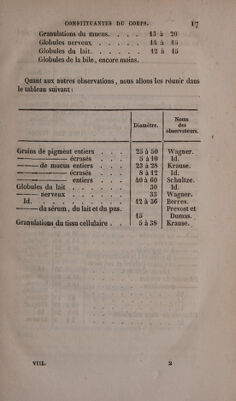 CONSTITUANTES DU CORPS. 17
Granulations du mucus. . . . . 15 à 20
Globules nerveux . . . . . 14 à 18
Globules du lait. . . . . . 12 à 15
Globules de la bile, encore moins.
Quant aux autres observations, nous allons les réunir dans
le tableau suivant :
Diamètre. Noms des observateurs.
Grains de pigment entiers . . . 25 à 50 Wagner.
——— écrasés . . . 5 à 10 Id.
—— de mucus entiers . . . 23 à 28 Krause.
——— écrasés . . . 8 à 12 Id.
——— entiers . . . 40 à 60 Schultze.
Globules du lait . . . . . . 30 Id.
—— nerveux . . . . . . 33 Wagner.
Id. . . . . . . . 12 à 36 Berres.
—— du sérum, du lait et du pus. Prevost et
15 Dumas.
Granulations du tissu cellulaire . . . 5 à 38 Krause.
VIII. 2